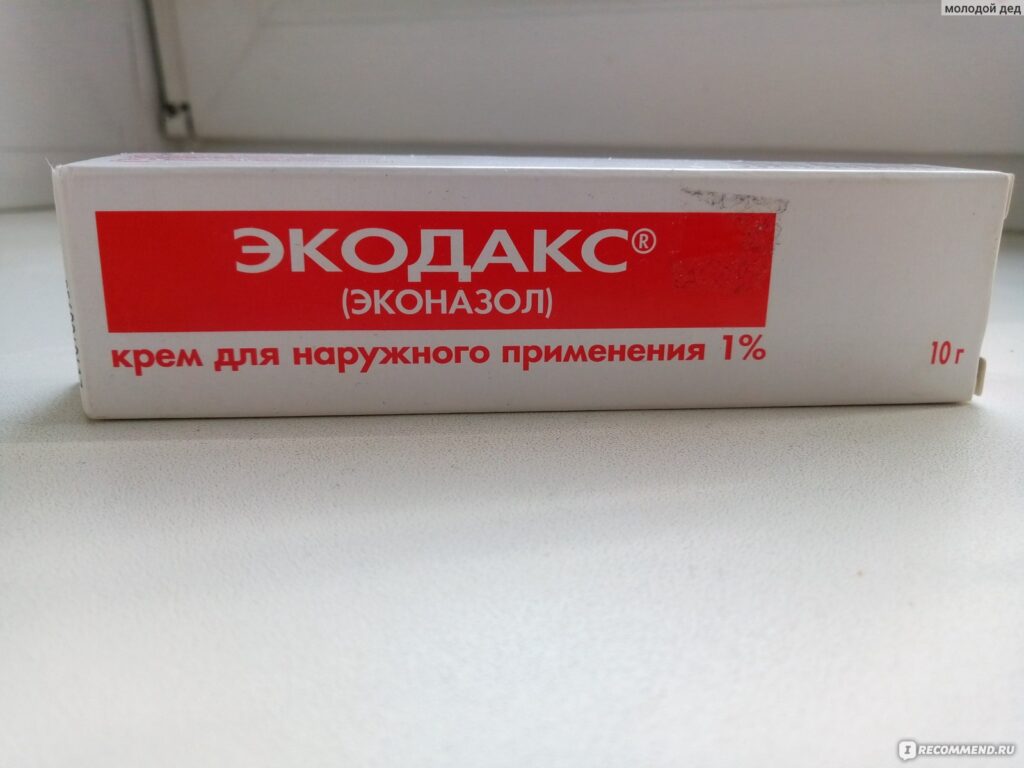 молодой дед
ЭКОДАКС®
(ЭКОНАЗОЛ)
крем для наружного применения 1%
10 г
I RECOMMEND.RU